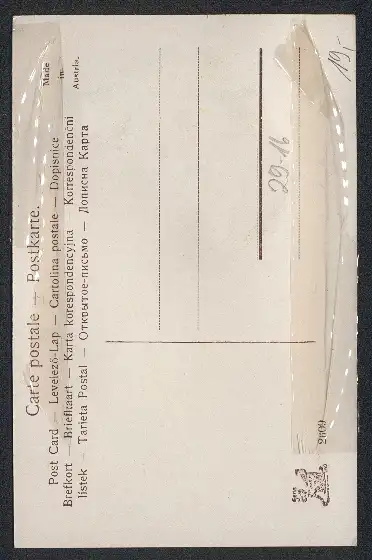 Carte postale — Postkarte.
Post Card — Levelező-Lap — Cartolina postale — Dopisnice
Brefkort — Briefkaart — Karta korespondencyjna — Korrespondenční
lístek — Tarjeta Postal — Открытое-письмо — Дописна Карта
Made
in
Austria.
29-16
19,-
2609